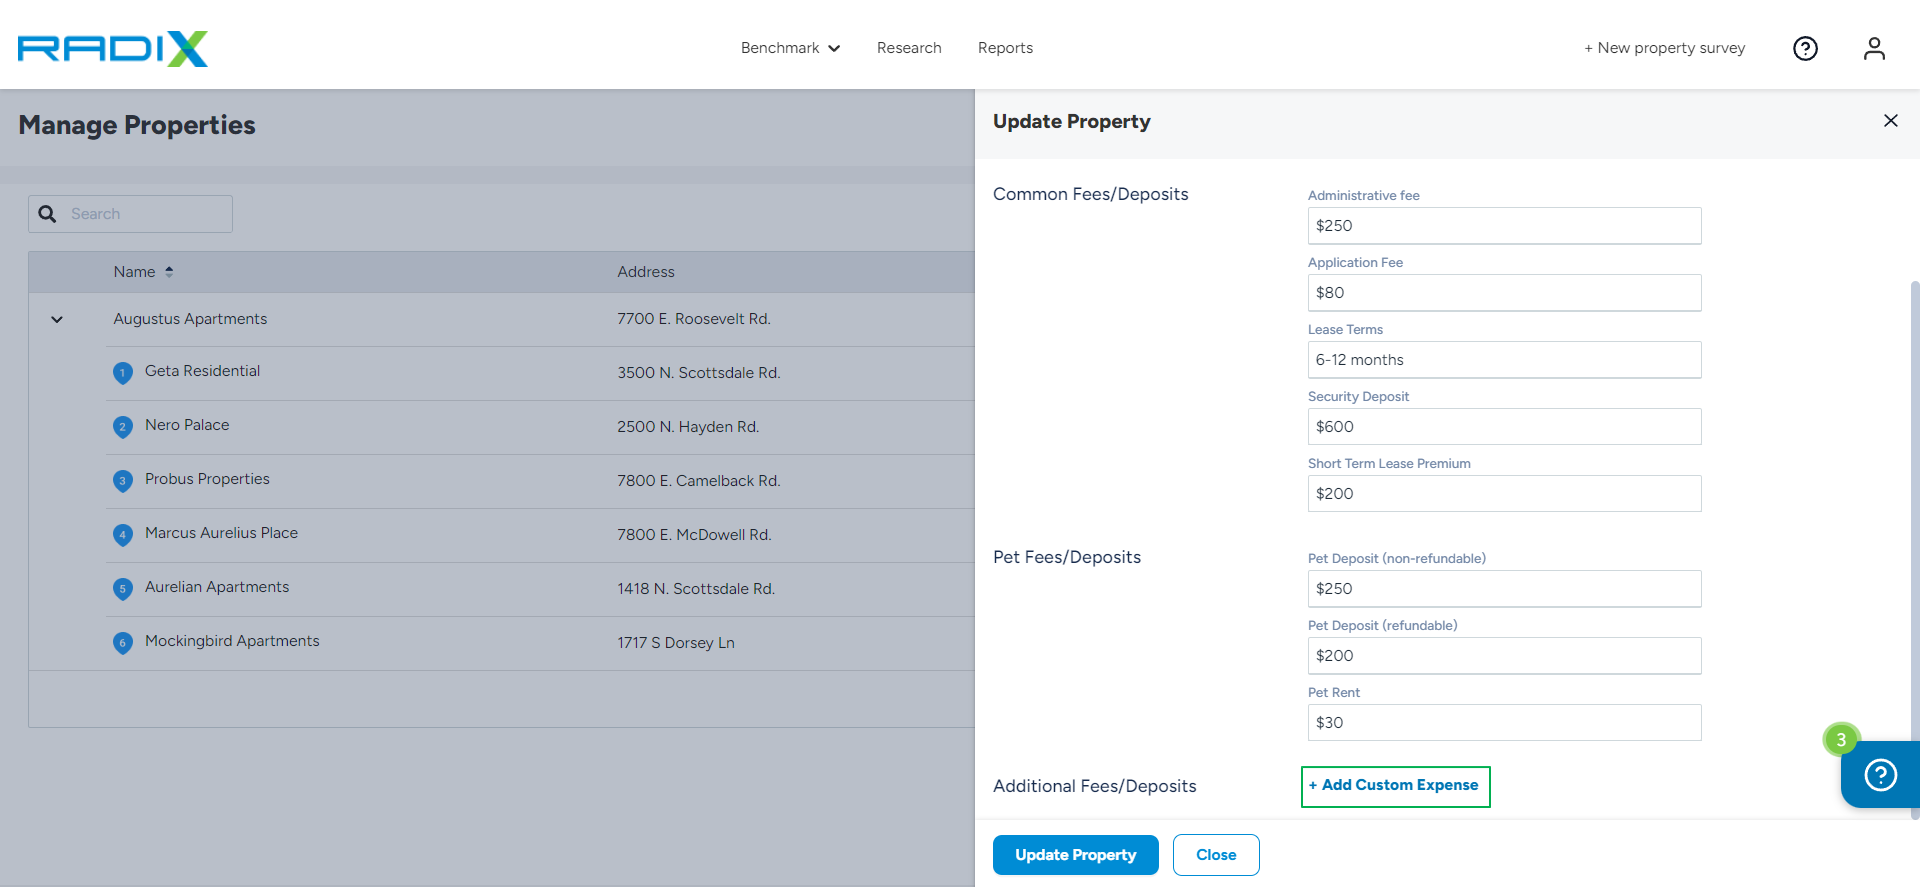 RADIX
Benchmark
Research
Reports
+ New property survey
Manage Properties
Search
Name
Address
Augustus Apartments
7700 E. Roosevelt Rd.
1
Geta Residential
3500 N. Scottsdale Rd.
2
Nero Palace
2500 N. Hayden Rd.
3
Probus Properties
7800 E. Camelback Rd.
4
Marcus Aurelius Place
7800 E. McDowell Rd.
5
Aurelian Apartments
1418 N. Scottsdale Rd.
6
Mockingbird Apartments
1717 S Dorsey Ln
Update Property
Common Fees/Deposits
Administrative fee
$250
Application Fee
$80
Lease Terms
6-12 months
Security Deposit
$600
Short Term Lease Premium
$200
Pet Fees/Deposits
Pet Deposit (non-refundable)
$250
Pet Deposit (refundable)
$200
Pet Rent
$30
3
Additional Fees/Deposits
+ Add Custom Expense
Update Property
Close